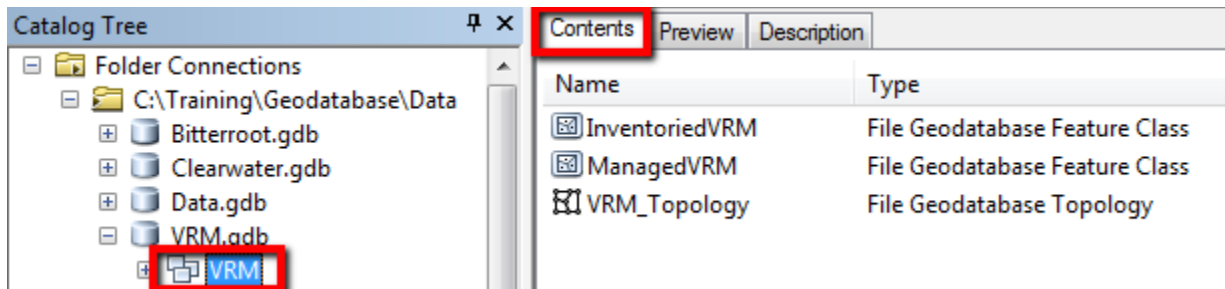 Catalog Tree
Folder Connections
C:\Training\Geodatabase\Data
Bitterroot.gdb
Clearwater.gdb
Data.gdb
VRM.gdb
VRM
Contents Preview Description
Name Type
InventoriedVRM File Geodatabase Feature Class
ManagedVRM File Geodatabase Feature Class
VRM_Topology File Geodatabase Topology